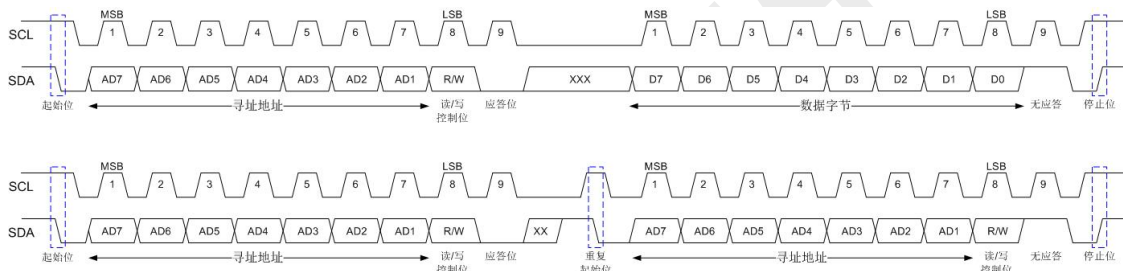 MSB LSB MSB LSB
SCL 1 2 3 4 5 6 7 8 9 1 2 3 4 5 6 7 8 9
SDA AD7 AD6 AD5 AD4 AD3 AD2 AD1 R/W XXX D7 D6 D5 D4 D3 D2 D1 D0
起始位 寻址地址 读/写 应答位 数据字节 无应答 停止位
控制位
MSB LSB MSB LSB
SCL 1 2 3 4 5 6 7 8 9 1 2 3 4 5 6 7 8 9
SDA AD7 AD6 AD5 AD4 AD3 AD2 AD1 R/W XX AD7 AD6 AD5 AD4 AD3 AD2 AD1 R/W
起始位 寻址地址 读/写 应答位 重复 寻址地址 读/写 无应答 停止位
控制位 起始位 控制位